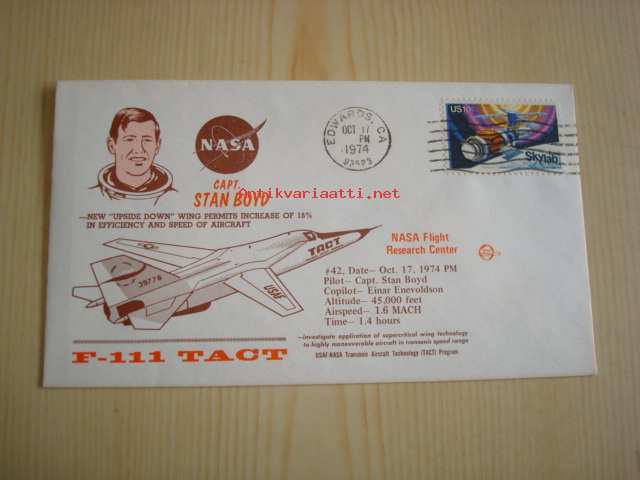 NASA
CAPT.
STAN BOYD
—NEW "UPSIDE DOWN" WING PERMITS INCREASE OF 15%
IN EFFICIENCY AND SPEED OF AIRCRAFT
EDWARDS, CA
OCT 17
PM
1974
93523
US 10c
Skylab
Antikvariaatti.net
TACT
USAF
39778
NASA Flight
Research Center
#42, Date— Oct. 17, 1974 PM
Pilot— Capt. Stan Boyd
Copilot— Einar Enevoldson
Altitude— 45,000 feet
Airspeed— 1.6 MACH
Time— 1.4 hours
—investigate application of supercritical wing technology
to highly maneuverable aircraft in transonic speed range
USAF-NASA Transonic Aircraft Technology (TACT) Program
F-111 TACT